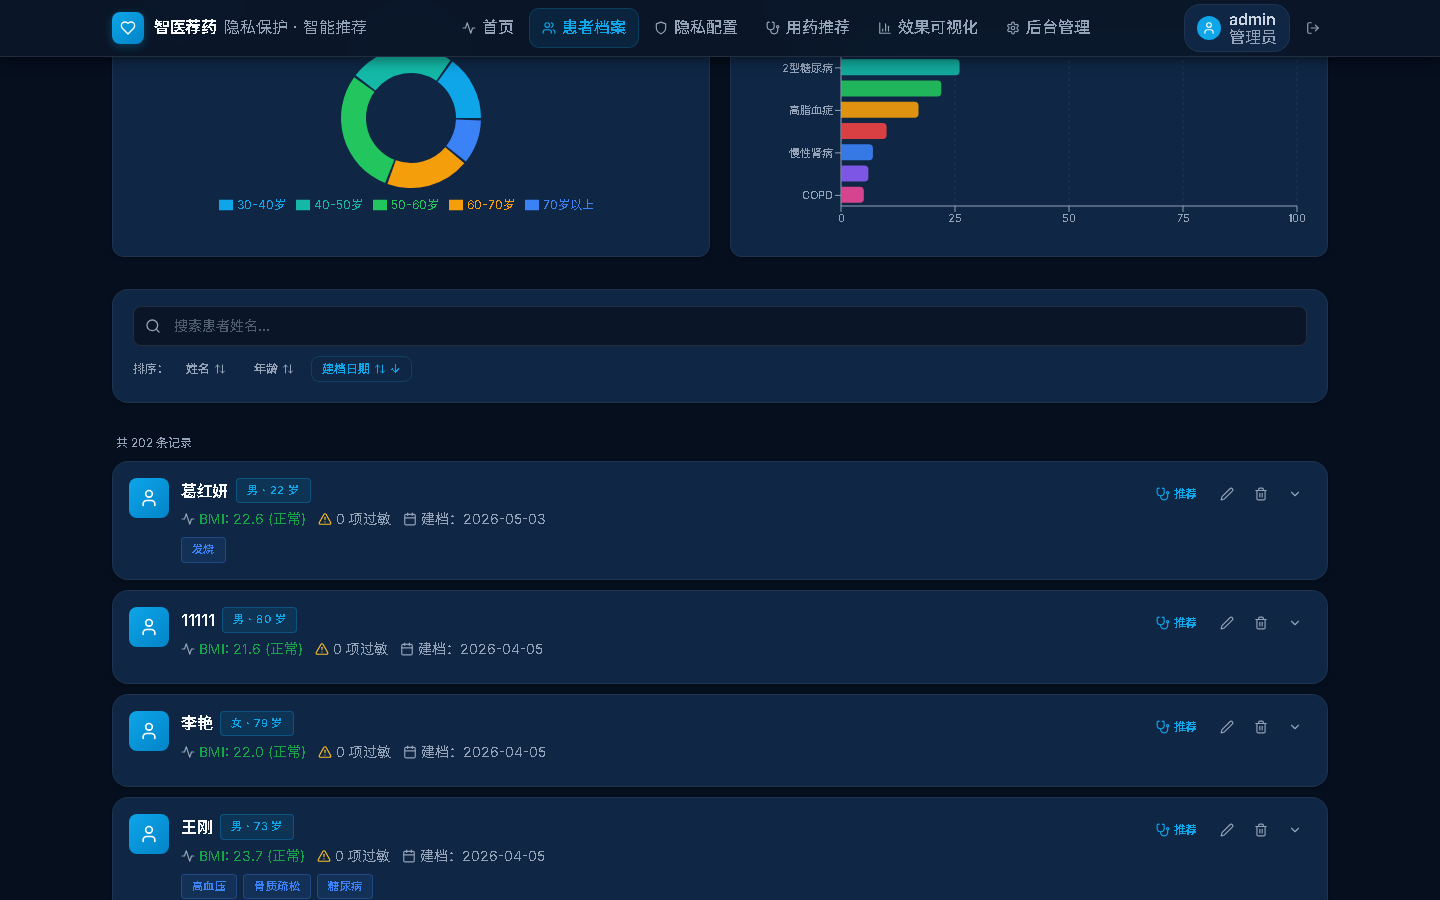 智医荐药 隐私保护 · 智能推荐 首页 患者档案 隐私配置 用药推荐 效果可视化 后台管理 admin 管理员
30-40岁 40-50岁 50-60岁 60-70岁 70岁以上
2型糖尿病
高脂血症
慢性肾病
COPD
0 25 50 75 100
搜索患者姓名...
排序： 姓名 年龄 建档日期
共 202 条记录
葛红妍 男 · 22 岁 推荐
BMI: 22.6 (正常) 0 项过敏 建档：2026-05-03
发烧
11111 男 · 80 岁 推荐
BMI: 21.6 (正常) 0 项过敏 建档：2026-04-05
李艳 女 · 79 岁 推荐
BMI: 22.0 (正常) 0 项过敏 建档：2026-04-05
王刚 男 · 73 岁 推荐
BMI: 23.7 (正常) 0 项过敏 建档：2026-04-05
高血压 骨质疏松 糖尿病